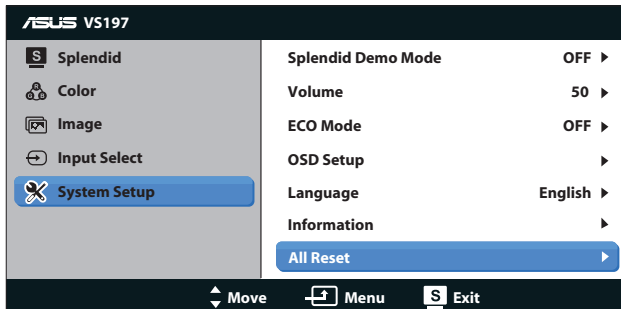 ASUS VS197
S Splendid
Color
Image
Input Select
System Setup
Splendid Demo Mode OFF
Volume 50
ECO Mode OFF
OSD Setup
Language English
Information
All Reset
Move Menu S Exit